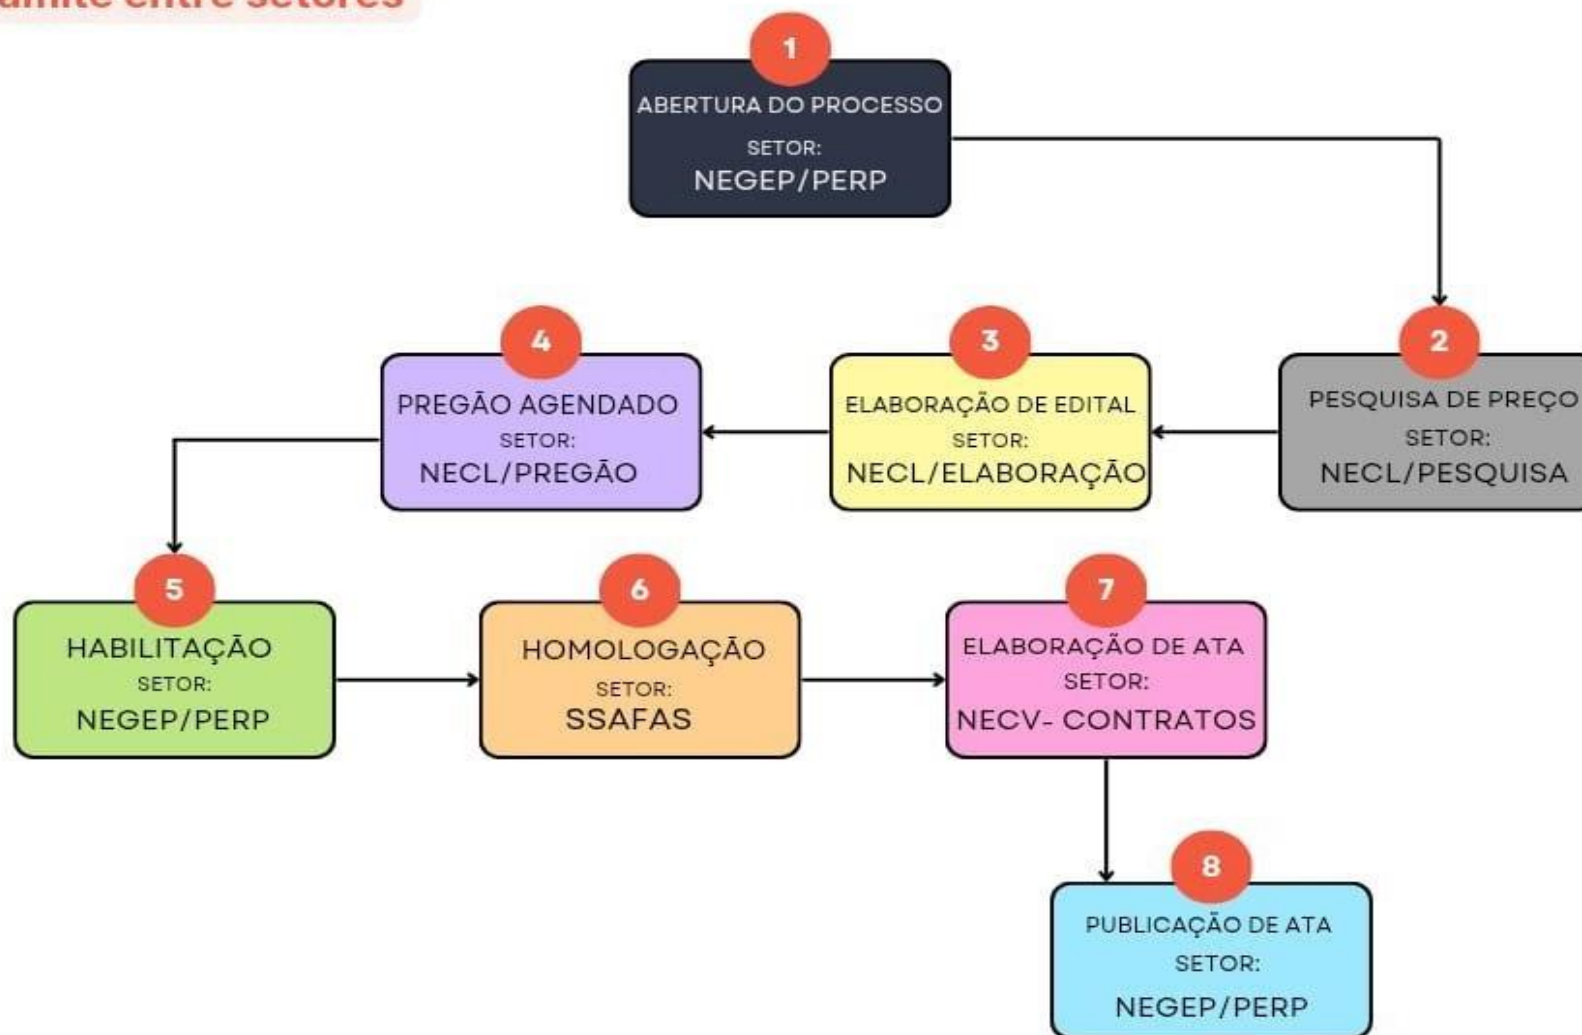 entre setores
1
ABERTURA DO PROCESSO
SETOR:
NEGEP/PERP
2
PESQUISA DE PREÇO
SETOR:
NECL/PESQUISA
3
ELABORAÇÃO DE EDITAL
SETOR:
NECL/ELABORAÇÃO
4
PREGÃO AGENDADO
SETOR:
NECL/PREGÃO
5
HABILITAÇÃO
SETOR:
NEGEP/PERP
6
HOMOLOGAÇÃO
SETOR:
SSAFAS
7
ELABORAÇÃO DE ATA
SETOR:
NECV- CONTRATOS
8
PUBLICAÇÃO DE ATA
SETOR:
NEGEP/PERP